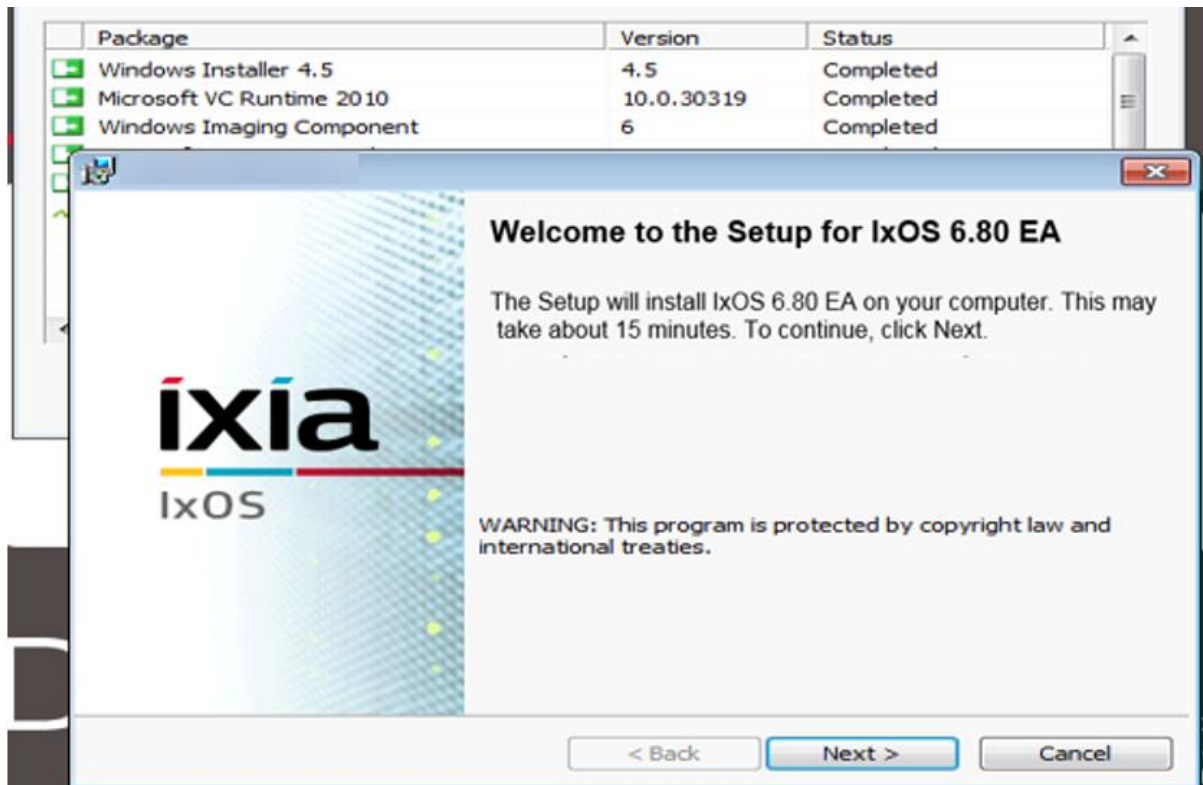 Package Version Status
Windows Installer 4.5 4.5 Completed
Microsoft VC Runtime 2010 10.0.30319 Completed
Windows Imaging Component 6 Completed
Welcome to the Setup for IxOS 6.80 EA
The Setup will install IxOS 6.80 EA on your computer. This may
take about 15 minutes. To continue, click Next.
ixia
IxOS
WARNING: This program is protected by copyright law and
international treaties.
< Back Next > Cancel